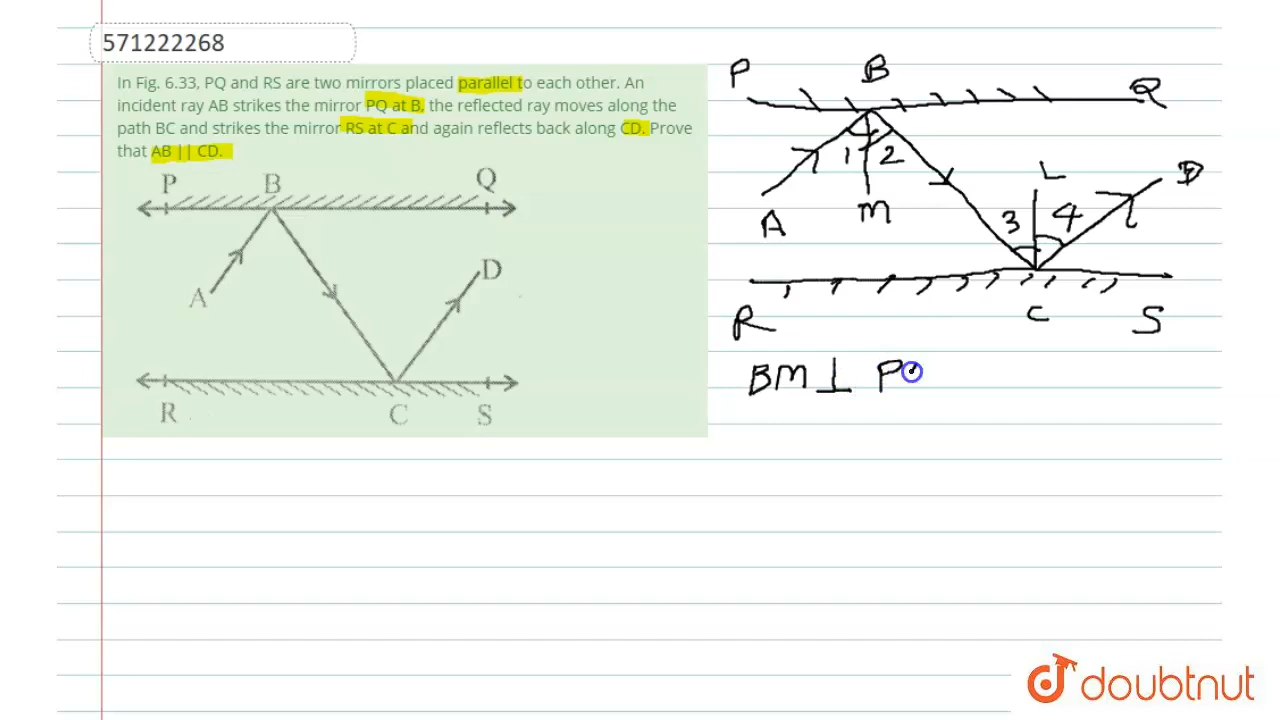 571222268
In Fig. 6.33, PQ and RS are two mirrors placed parallel to each other. An
incident ray AB strikes the mirror PQ at B, the reflected ray moves along the
path BC and strikes the mirror RS at C and again reflects back along CD. Prove
that AB || CD.
P B Q
A D
R C S
P B Q
1 2
A M
3 4 L D
R C S
BM ⊥ P
doubtnut